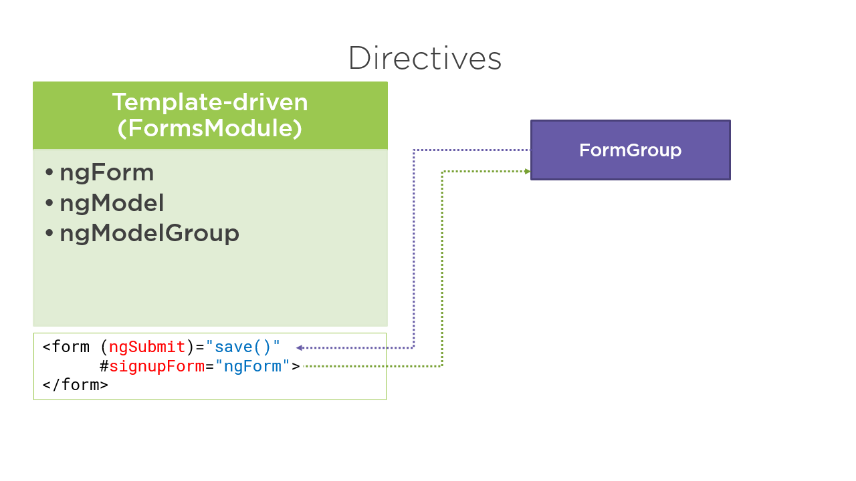 Directives
Template-driven
(FormsModule)
FormGroup
• ngForm
• ngModel
• ngModelGroup
<form (ngSubmit)="save()"
#signupForm="ngForm">
</form>